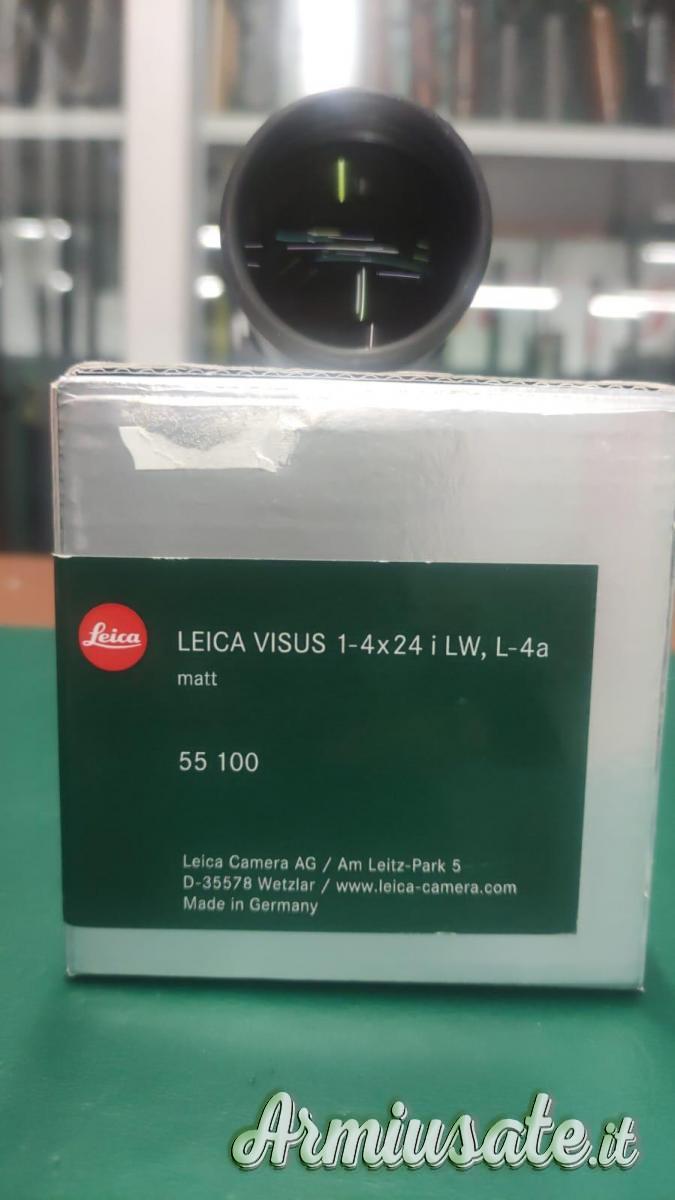 Leica
LEICA VISUS 1-4x24 i LW, L-4a
matt
55 100
Leica Camera AG / Am Leitz-Park 5
D-35578 Wetzlar / www.leica-camera.com
Made in Germany
Armiusate.it